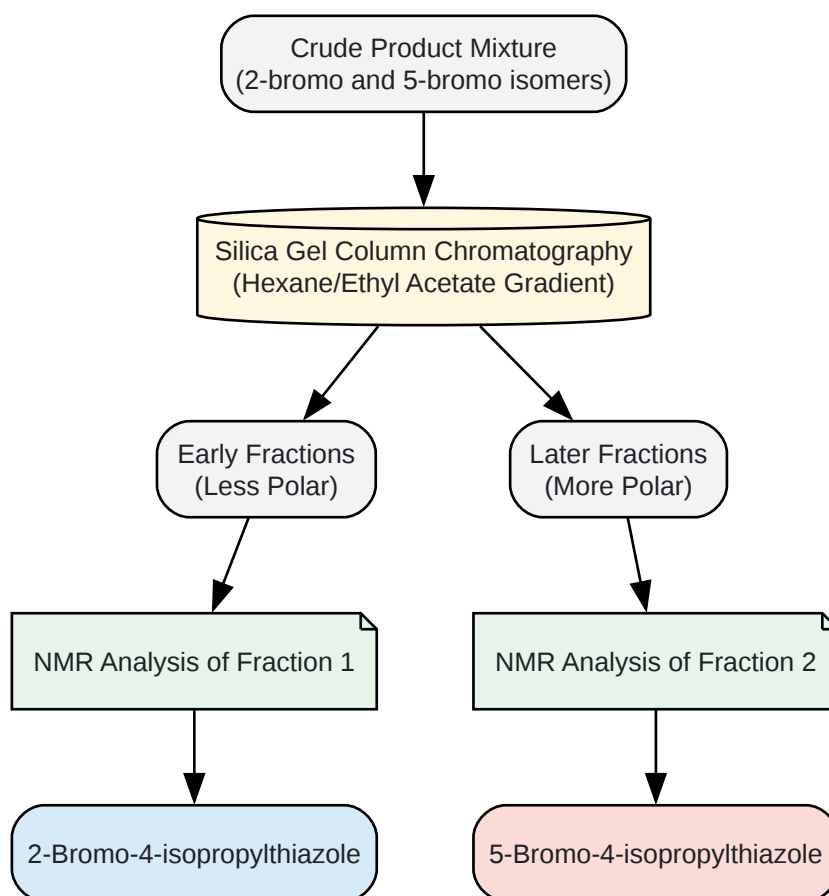 Crude Product Mixture
(2-bromo and 5-bromo isomers)
Silica Gel Column Chromatography
(Hexane/Ethyl Acetate Gradient)
Early Fractions
(Less Polar)
Later Fractions
(More Polar)
NMR Analysis of Fraction 1
NMR Analysis of Fraction 2
2-Bromo-4-isopropylthiazole
5-Bromo-4-isopropylthiazole